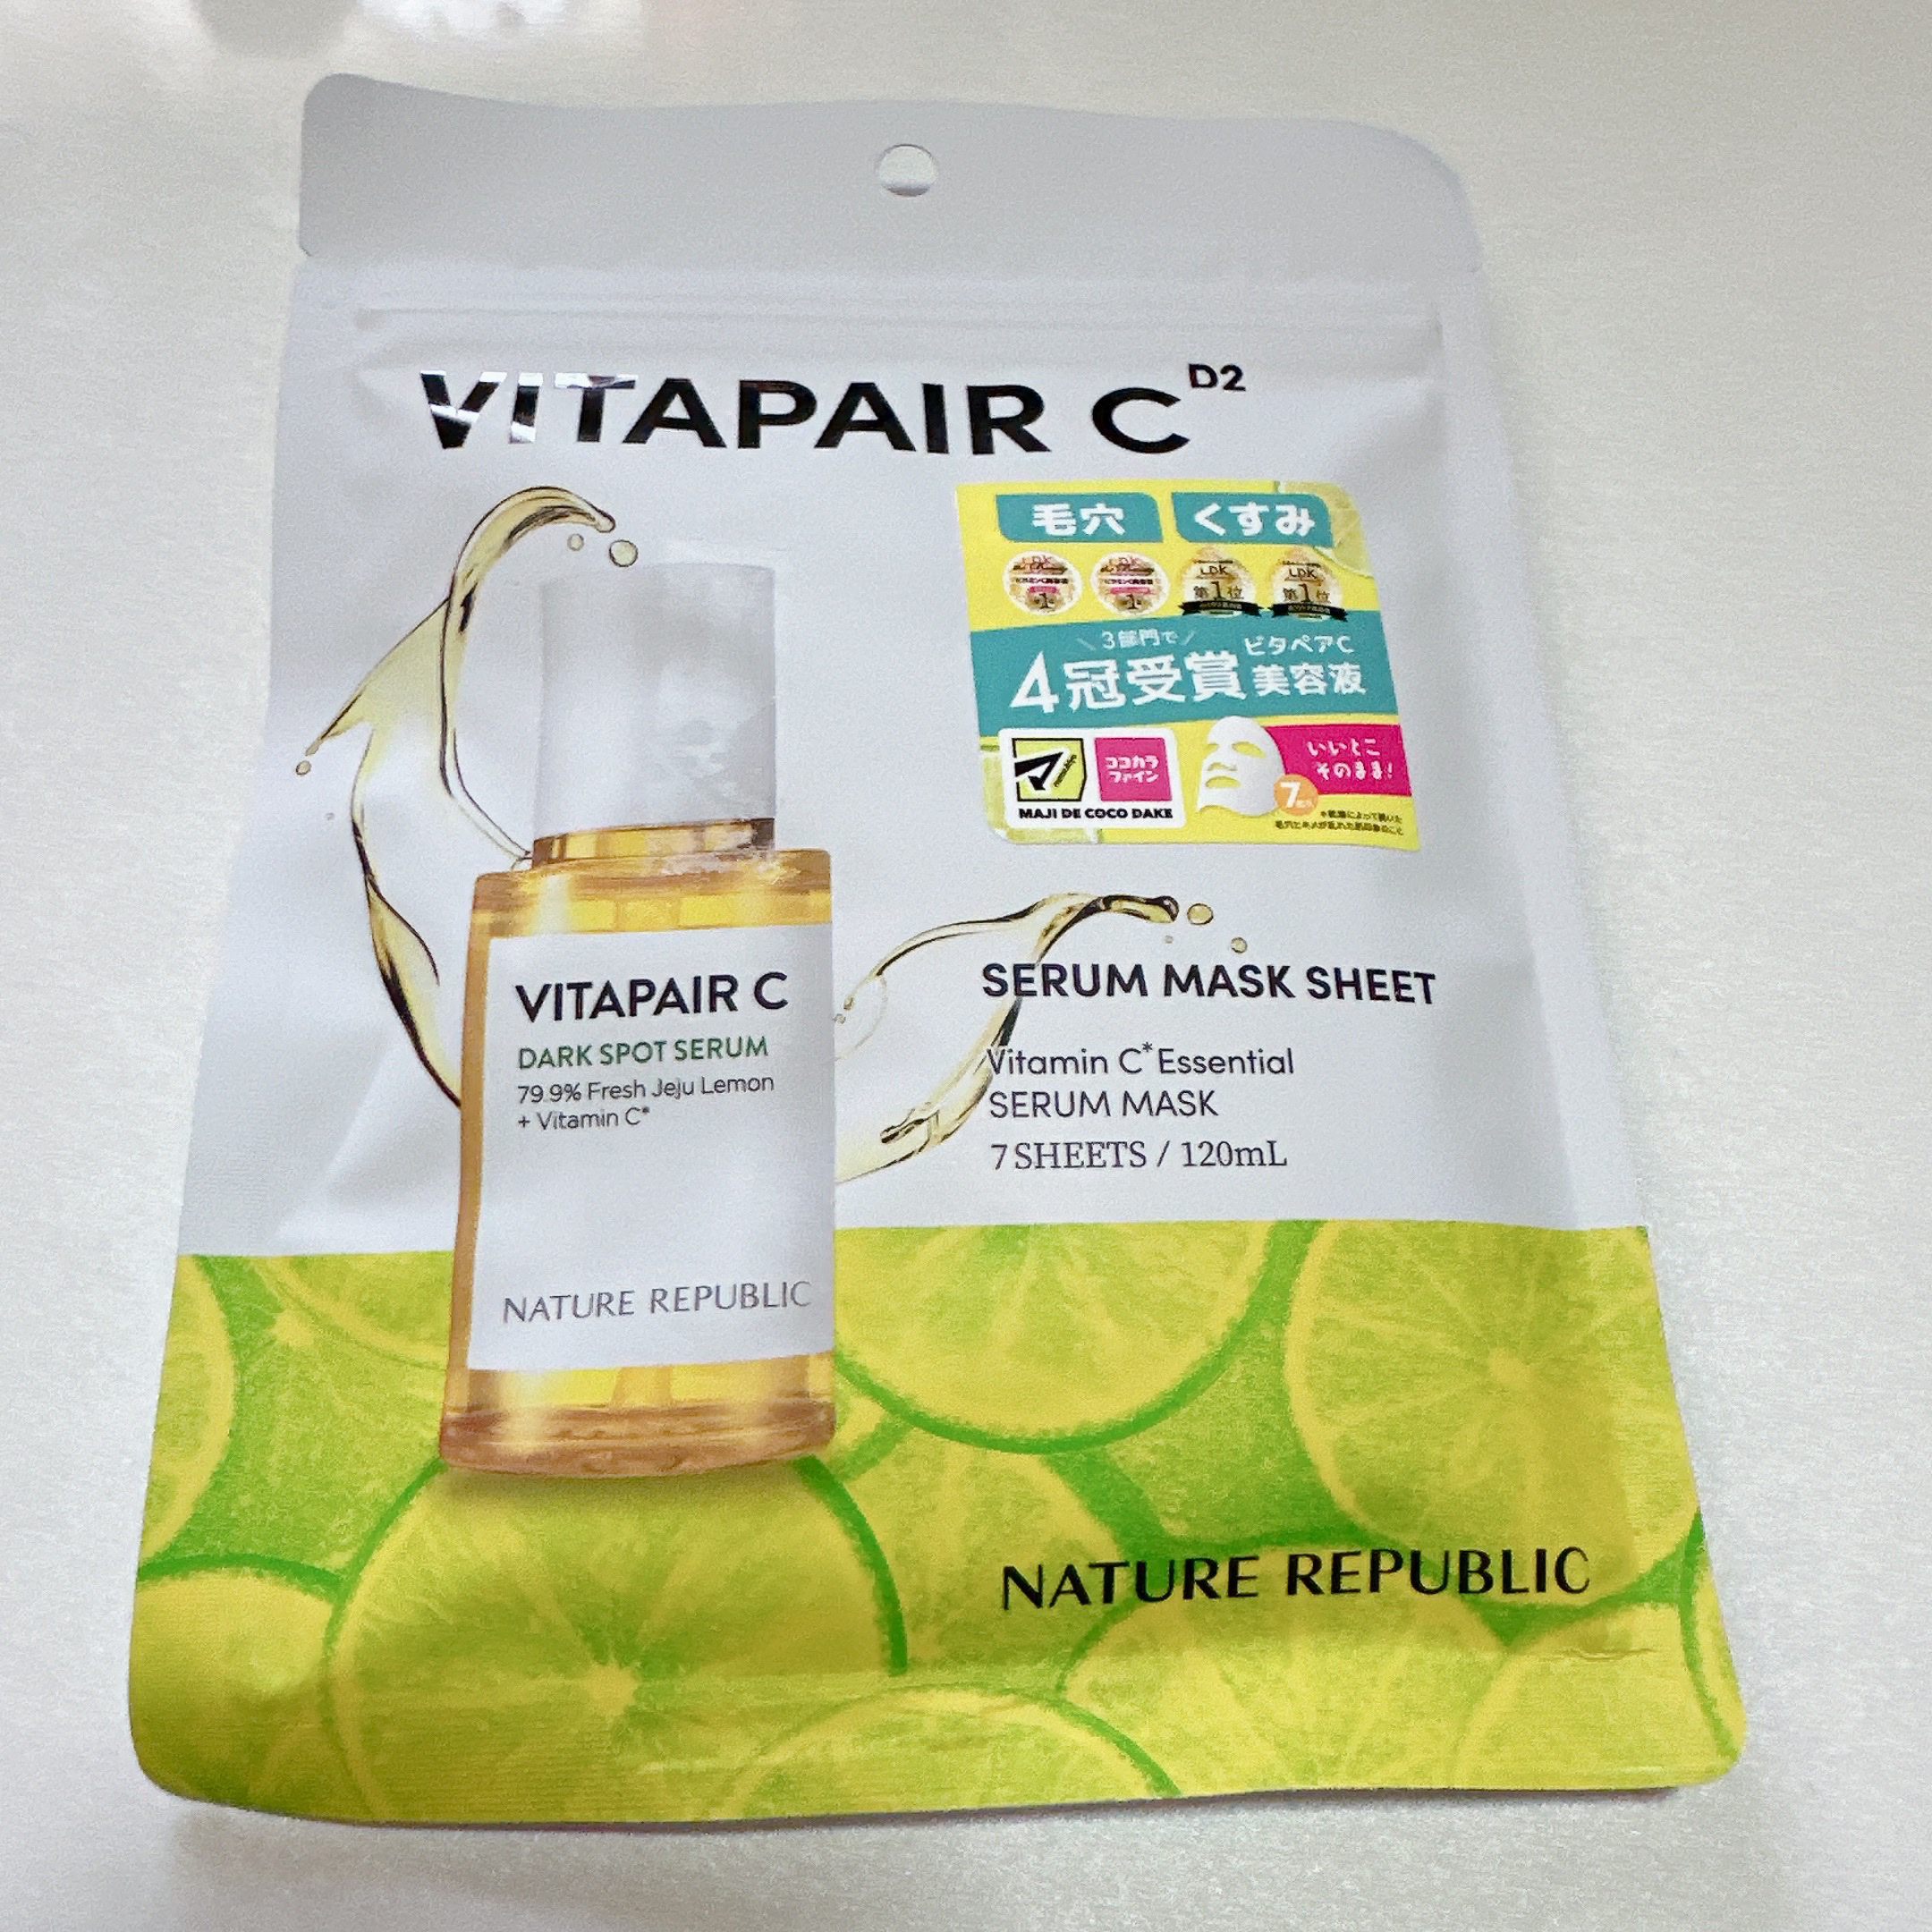 VITAPAIR C D2
毛穴 くすみ
LDK LDK
第1位 第1位
3部門で
4冠受賞 ビタペアC
美容液
ココカラ
ファイン
MAJI DE COCO DAKE
いいとこ
そのまま!
7
VITAPAIR C
DARK SPOT SERUM
79.9% Fresh Jeju Lemon
+ Vitamin C*
NATURE REPUBLIC
SERUM MASK SHEET
Vitamin C* Essential
SERUM MASK
7 SHEETS / 120mL
NATURE REPUBLIC